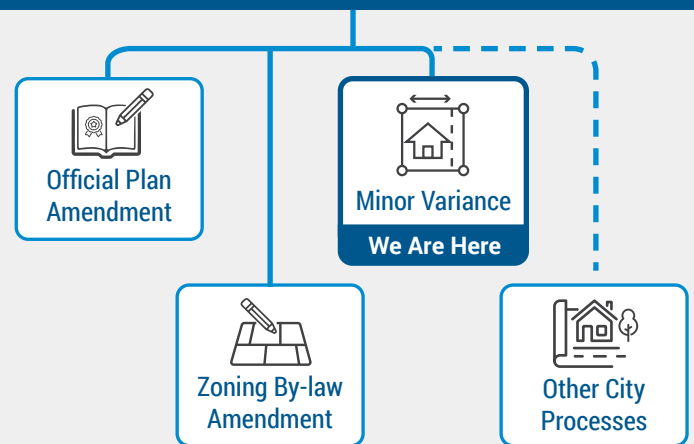 Official Plan
Amendment
Minor Variance
We Are Here
Zoning By-law
Amendment
Other City
Processes